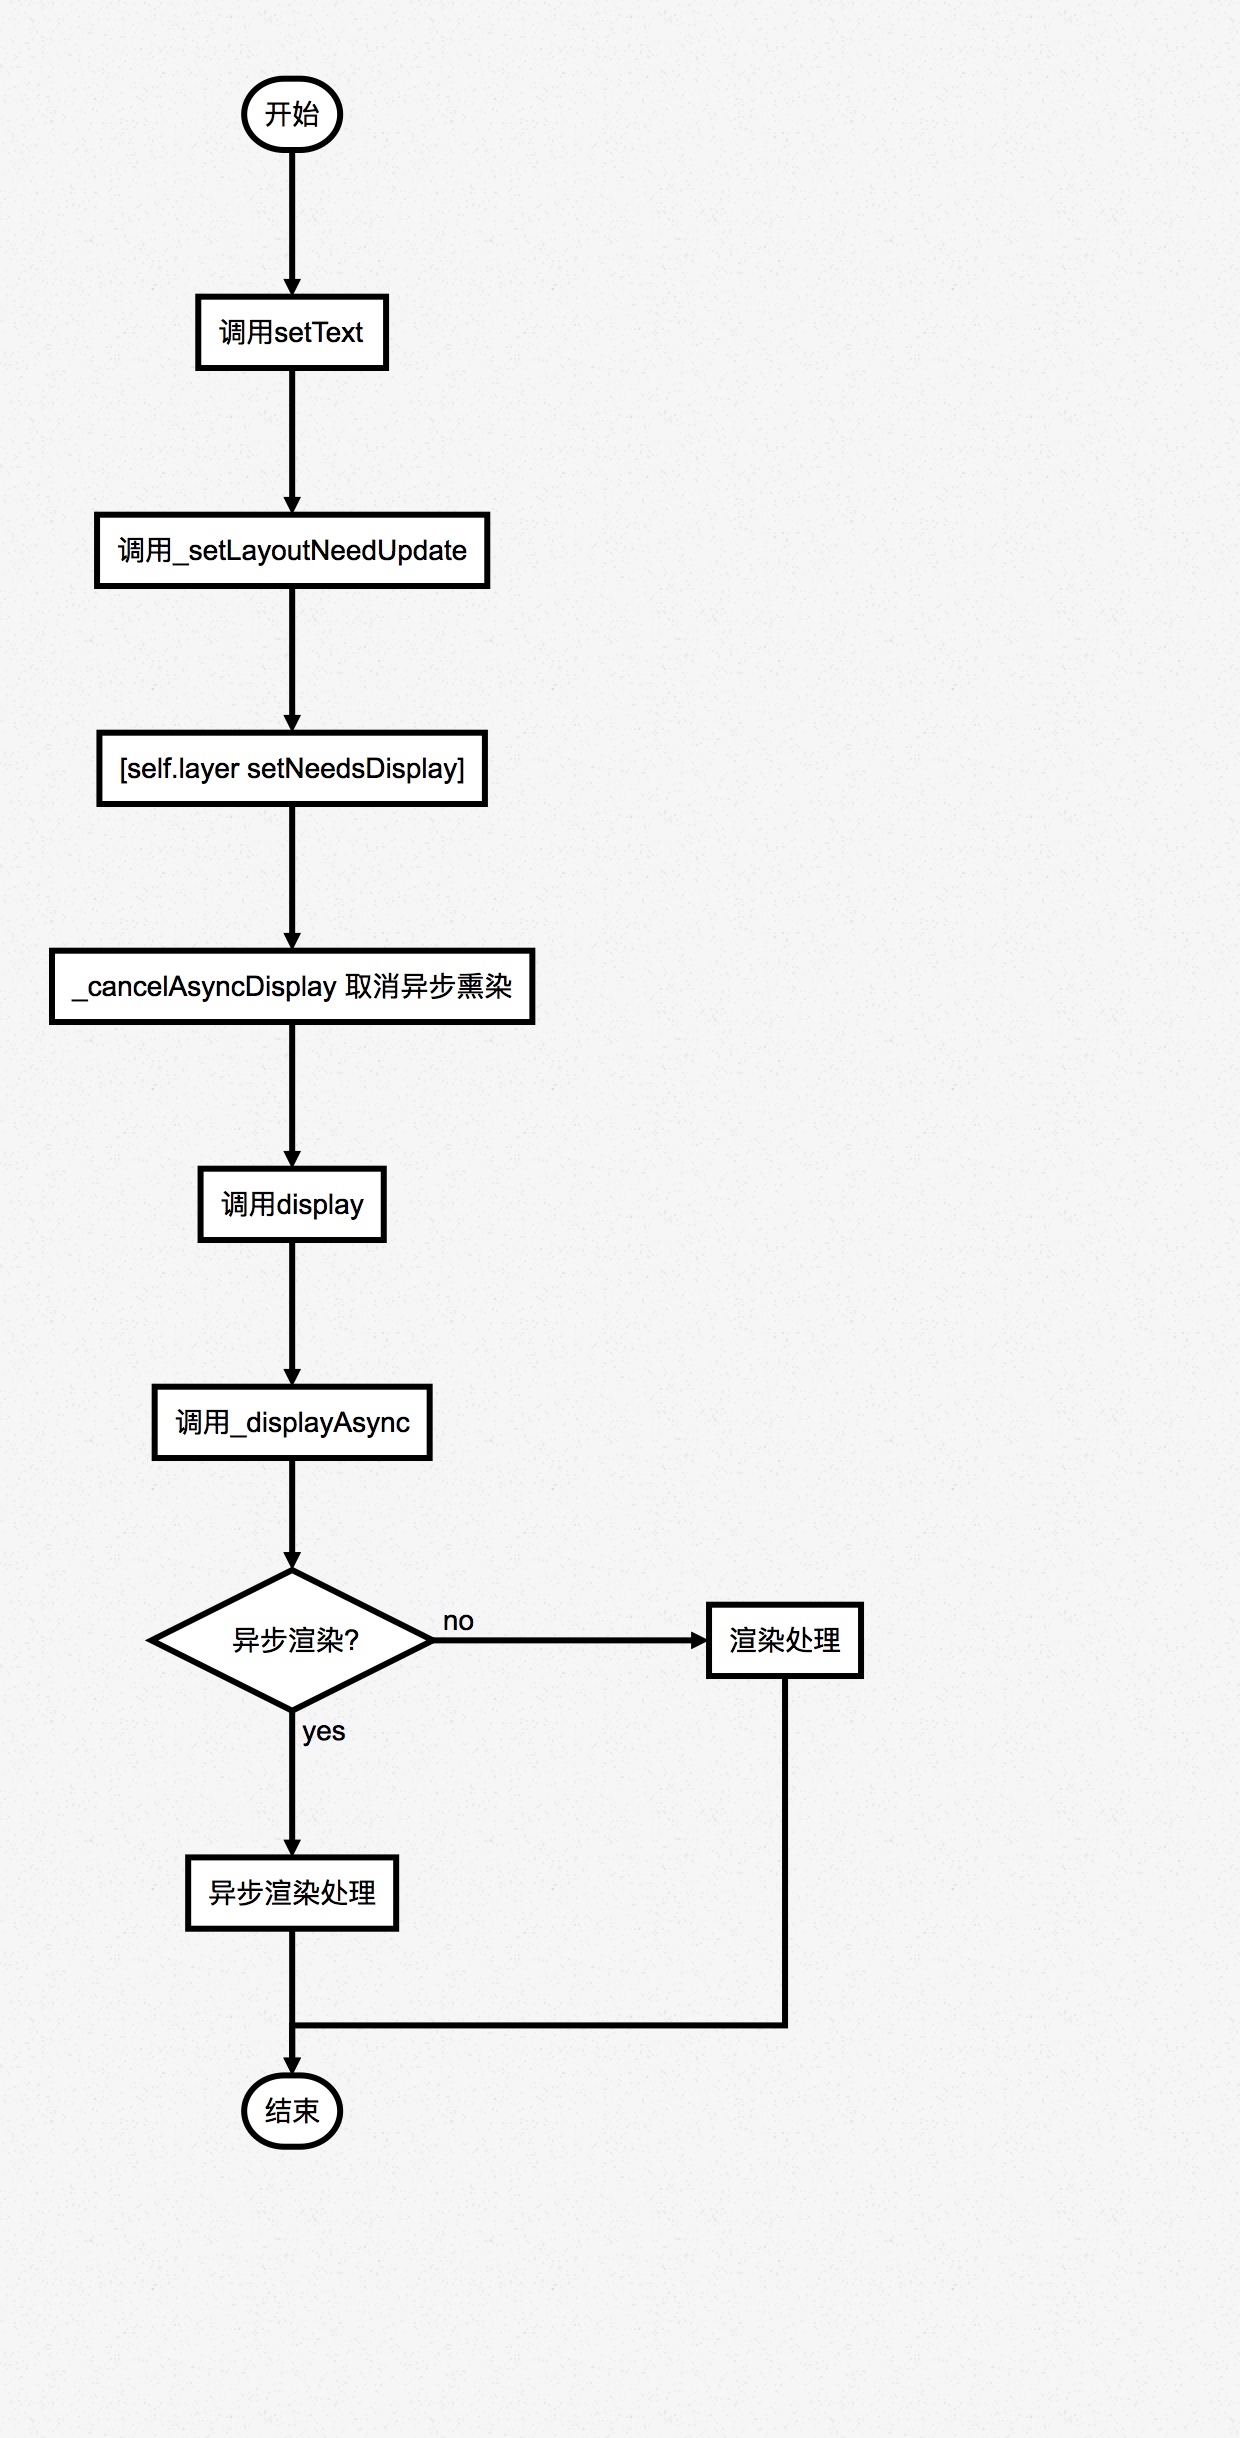 开始
调用setText
调用_setLayoutNeedUpdate
[self.layer setNeedsDisplay]
_cancelAsyncDisplay 取消异步熏染
调用display
调用_displayAsync
异步渲染?
no
渲染处理
yes
异步渲染处理
结束